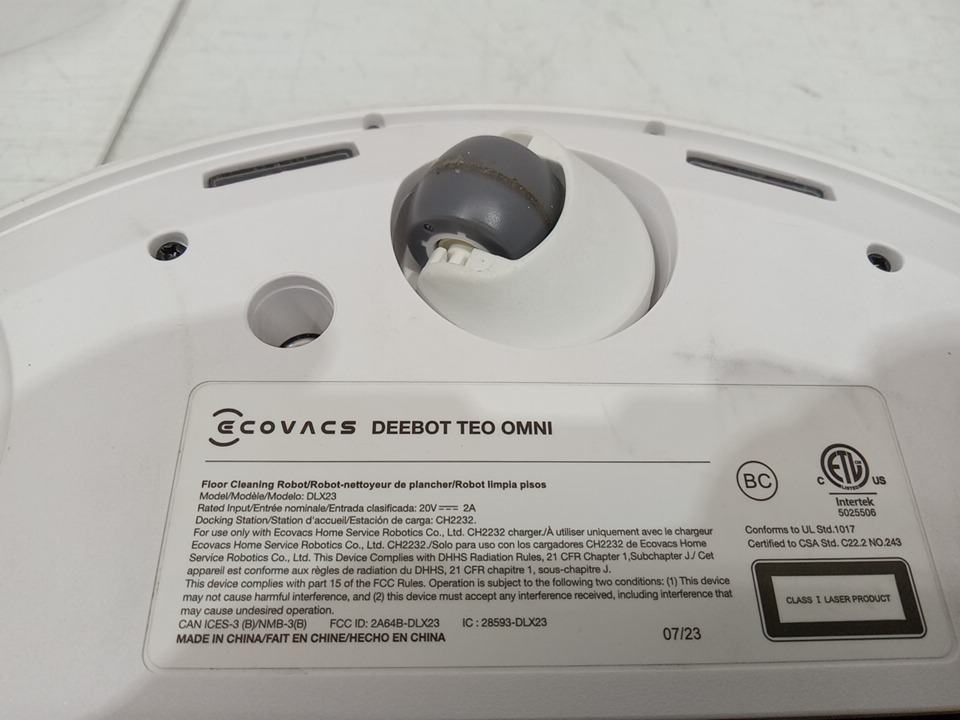 ECOVACS DEEBOT TEO OMNI
Floor Cleaning Robot/Robot-nettoyeur de plancher/Robot limpia pisos
Model/Modèle/Modelo: DLX23
Rated Input/Entrée nominale/Entrada clasificada: 20V⎓ 2A
Docking Station/Station d'accueil/Estación de carga: CH2232.
For use only with Ecovacs Home Service Robotics Co., Ltd. CH2232 charger./À utiliser uniquement avec le chargeur
Ecovacs Home Service Robotics Co., Ltd. CH2232./Solo para uso con los cargadores CH2232 de Ecovacs Home
Service Robotics Co., Ltd. This Device Complies with DHHS Radiation Rules, 21 CFR Chapter 1,Subchapter J./ Cet
appareil est conforme aux règles de radiation du DHHS, 21 CFR chapitre 1, sous-chapitre J.
This device complies with part 15 of the FCC Rules. Operation is subject to the following two conditions: (1) This device
may not cause harmful interference, and (2) this device must accept any interference received, including interference that
may cause undesired operation.
CAN ICES-3 (B)/NMB-3(B) FCC ID: 2A64B-DLX23 IC : 28593-DLX23
MADE IN CHINA/FAIT EN CHINE/HECHO EN CHINA
07/23
BC
C ETL US
LISTED
Intertek
5025506
Conforms to UL Std.1017
Certified to CSA Std. C22.2 NO.243
CLASS I LASER PRODUCT